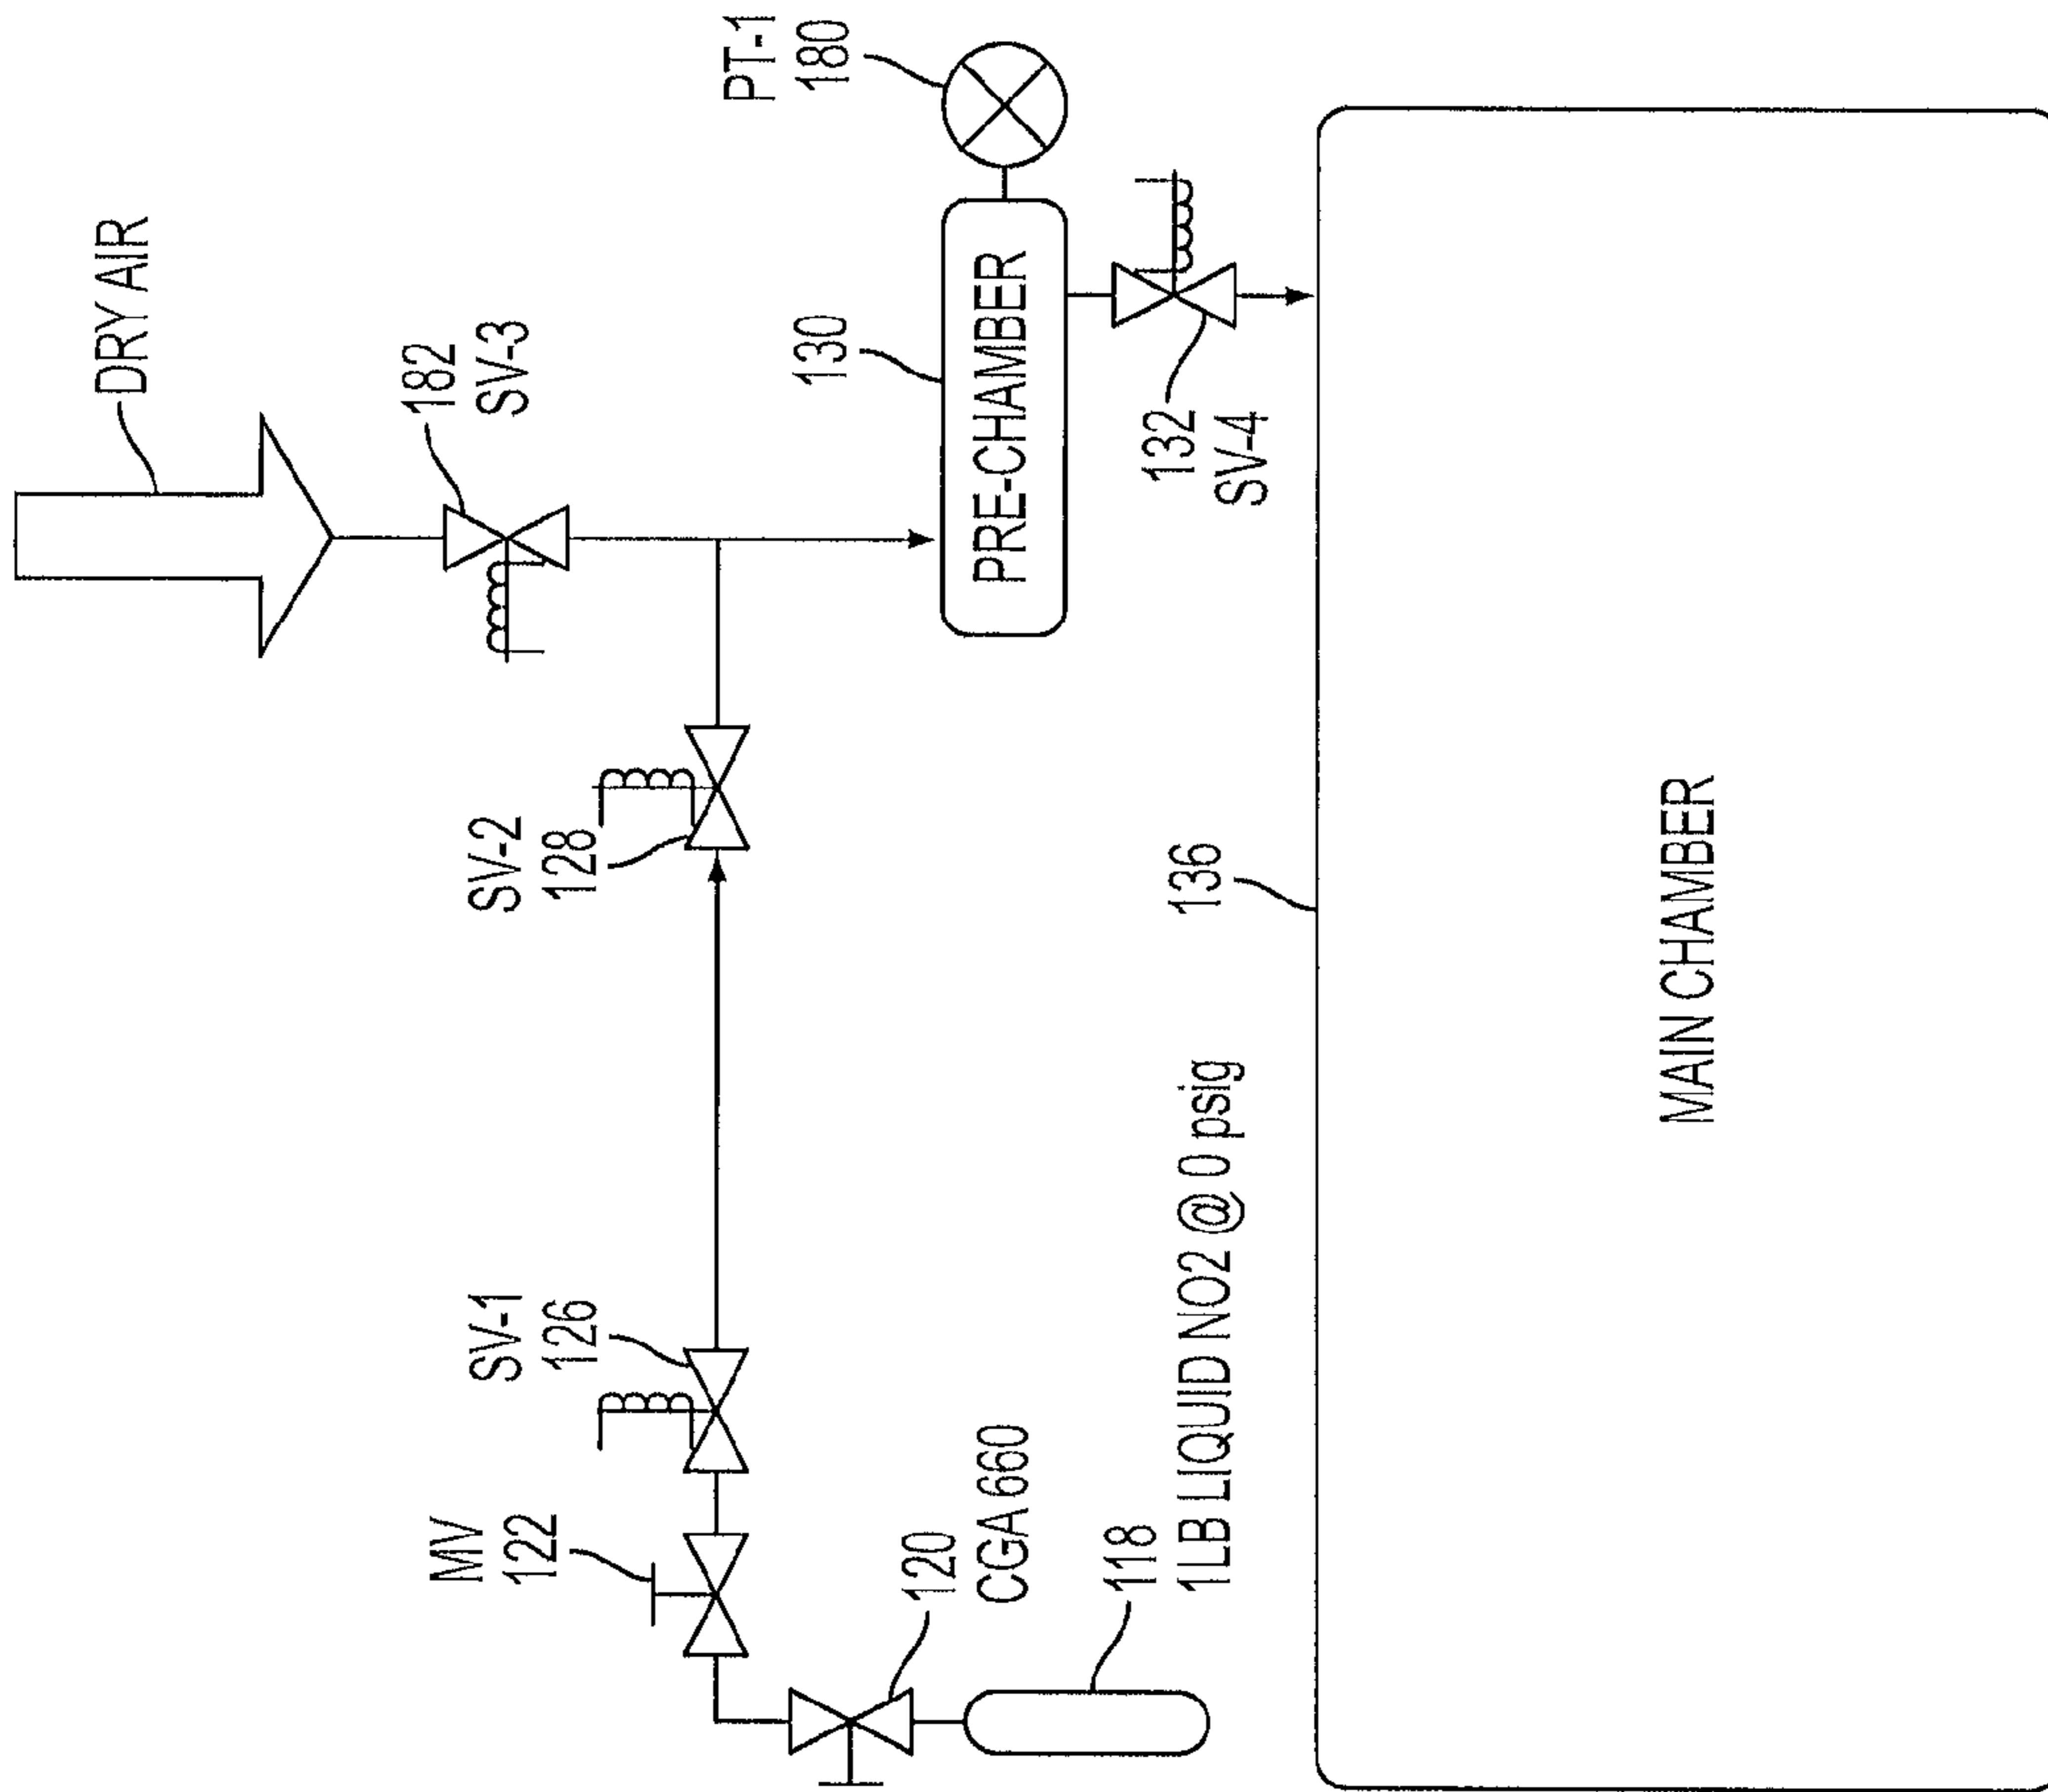 DRY AIR
182
SV-3
PT-1
180
SV-2
128
130
PRE-CHAMBER
132
SV-4
SV-1
126
MV
122
120
CGA 660
118
1LB LIQUID NO2 @ 0 psig
136
MAIN CHAMBER